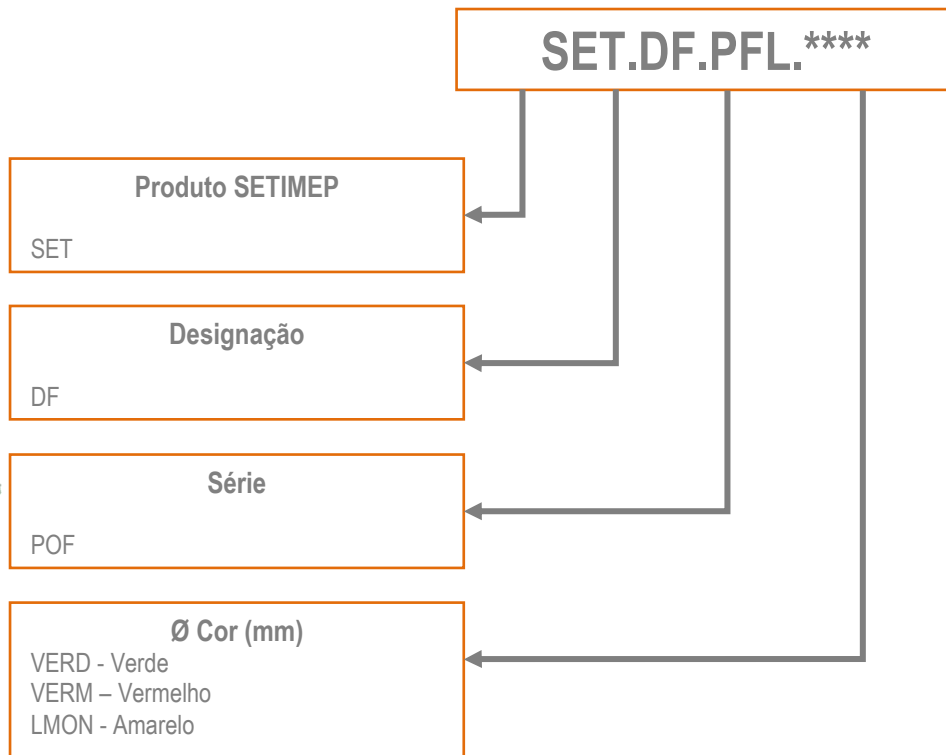 SET.DF.PFL.****
Produto SETIMEP
SET
Designação
DF
Série
POF
Ø Cor (mm)
VERD - Verde
VERM – Vermelho
LMON - Amarelo